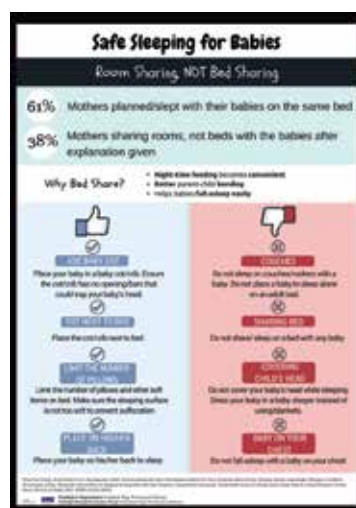 Safe Sleeping for Babies
Room Sharing, NOT Bed Sharing
61% Mothers planned/slept with their babies on the same bed
38% Mothers sharing rooms, not beds with the babies after
explanation given
Why Bed Share?
Night-time feeding becomes convenient
Better parent-child bonding
Helps babies fall asleep easily
Place your baby in a baby cot/crib. Ensure
the cot/crib has no opening/bars that
could trap your baby's head.
COT NEXT TO BED
Place the cot/crib next to bed.
LIMIT THE NUMBER
OF PILLOWS
Limit the number of pillows and other soft
items on bed. Make sure the sleeping surface
is not too soft to prevent suffocation
PLACE ON HIS/HER
BACK
Place your baby on his/her back to sleep
COUCHES
Do not sleep on couches/sofas with a
baby. Do not place a baby to sleep alone
on an adult bed.
SHARING BED
Do not share/ sleep on a bed with any baby
COVERING
CHILD'S HEAD
Do not cover your baby's head while sleeping.
Dress your baby in a baby sleeper instead of
using blankets.
BABY ON YOUR
CHEST
Do not fall asleep with a baby on your chest